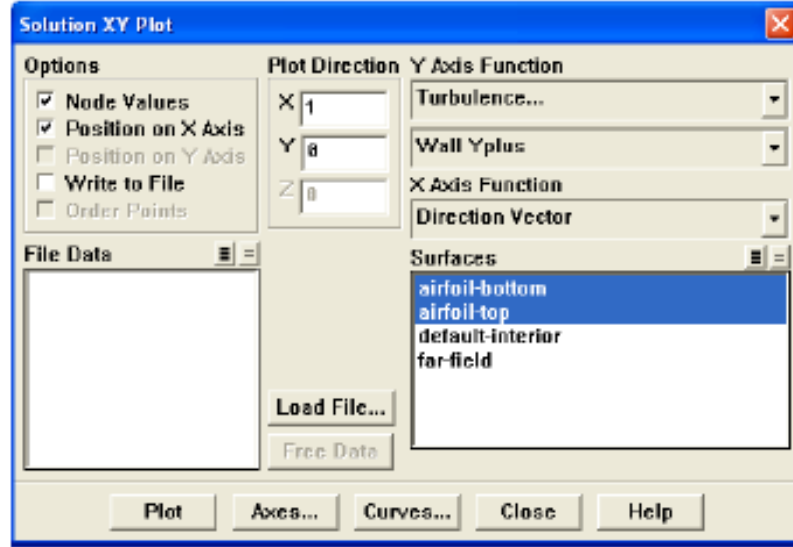 Solution XY Plot
Options
Node Values
Position on X Axis
Position on Y Axis
Write to File
Order Points
Plot Direction
X 1
Y 0
Z 0
Y Axis Function
Turbulence...
Wall Yplus
X Axis Function
Direction Vector
File Data
Surfaces
airfoil-bottom
airfoil-top
default-interior
far-field
Load File...
Free Data
Plot
Axes...
Curves...
Close
Help